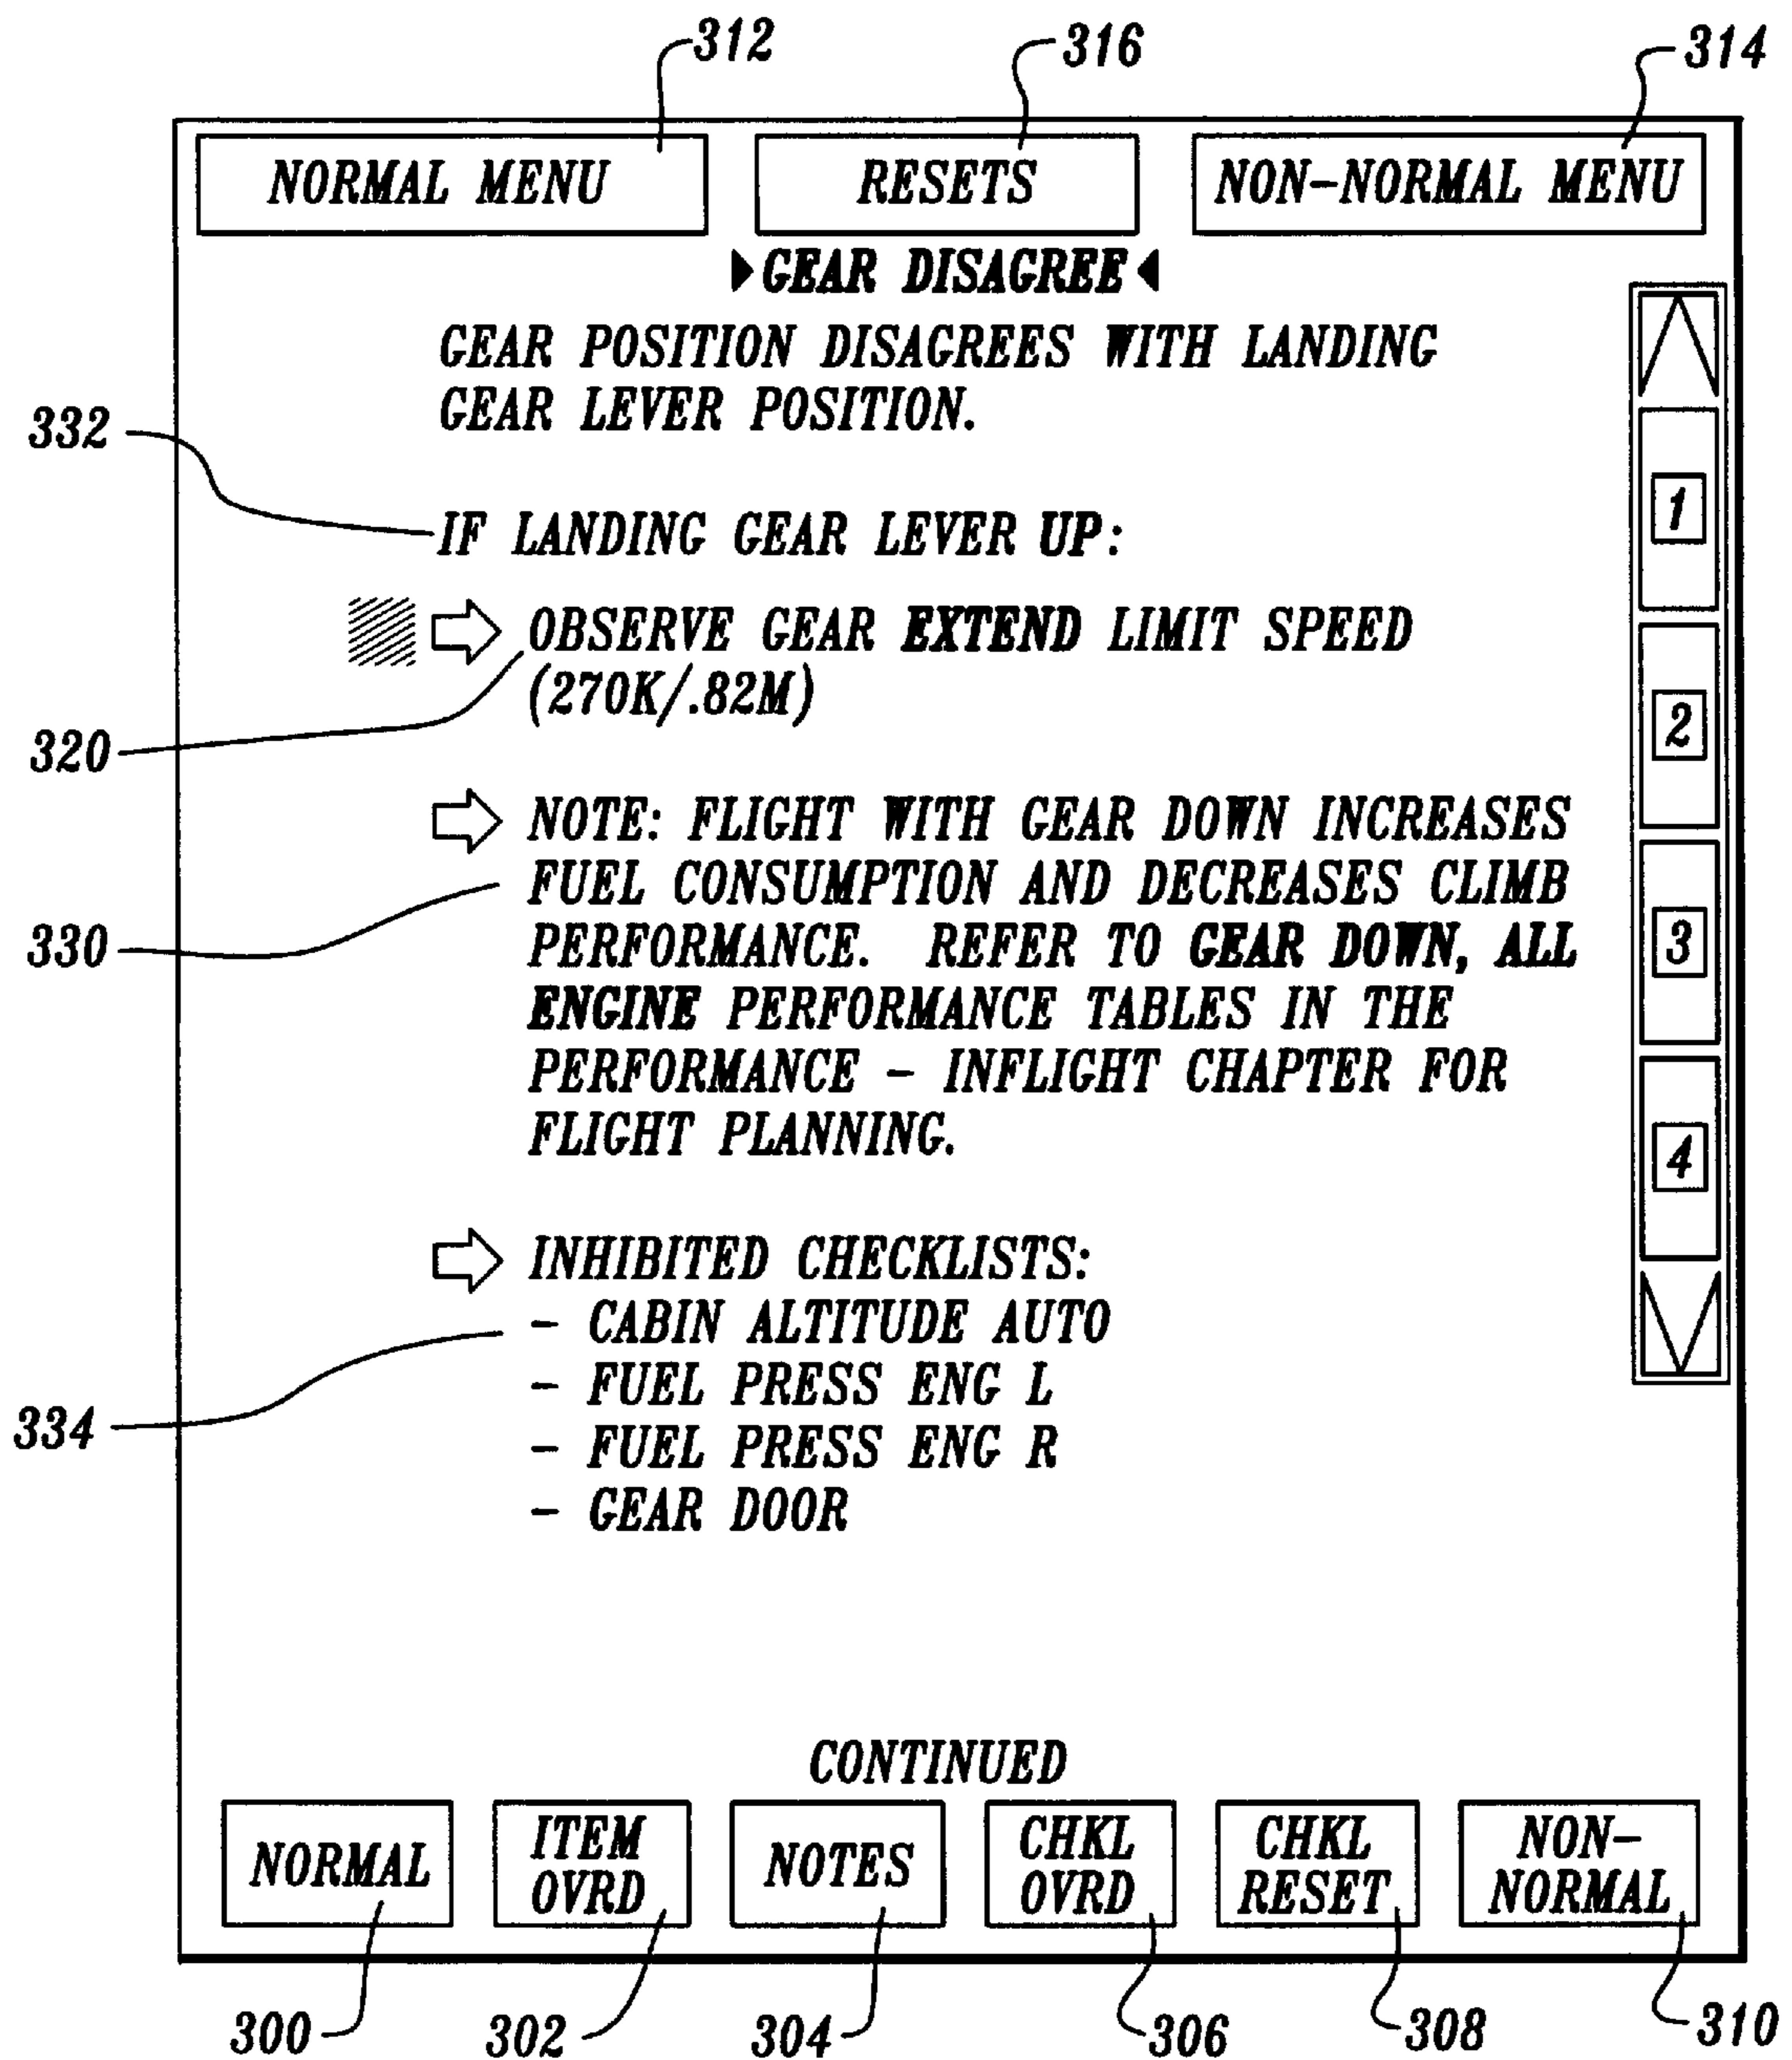 312
316
314
NORMAL MENU
RESETS
NON-NORMAL MENU
GEAR DISAGREE
GEAR POSITION DISAGREES WITH LANDING
GEAR LEVER POSITION.
332
IF LANDING GEAR LEVER UP:
OBSERVE GEAR EXTEND LIMIT SPEED
(270K/.82M)
320
NOTE: FLIGHT WITH GEAR DOWN INCREASES
FUEL CONSUMPTION AND DECREASES CLIMB
PERFORMANCE. REFER TO GEAR DOWN, ALL
ENGINE PERFORMANCE TABLES IN THE
PERFORMANCE - INFLIGHT CHAPTER FOR
FLIGHT PLANNING.
330
INHIBITED CHECKLISTS:
- CABIN ALTITUDE AUTO
- FUEL PRESS ENG L
- FUEL PRESS ENG R
- GEAR DOOR
334
1
2
3
4
CONTINUED
NORMAL
ITEM
OVRD
NOTES
CHKL
OVRD
CHKL
RESET
NON-
NORMAL
300
302
304
306
308
310